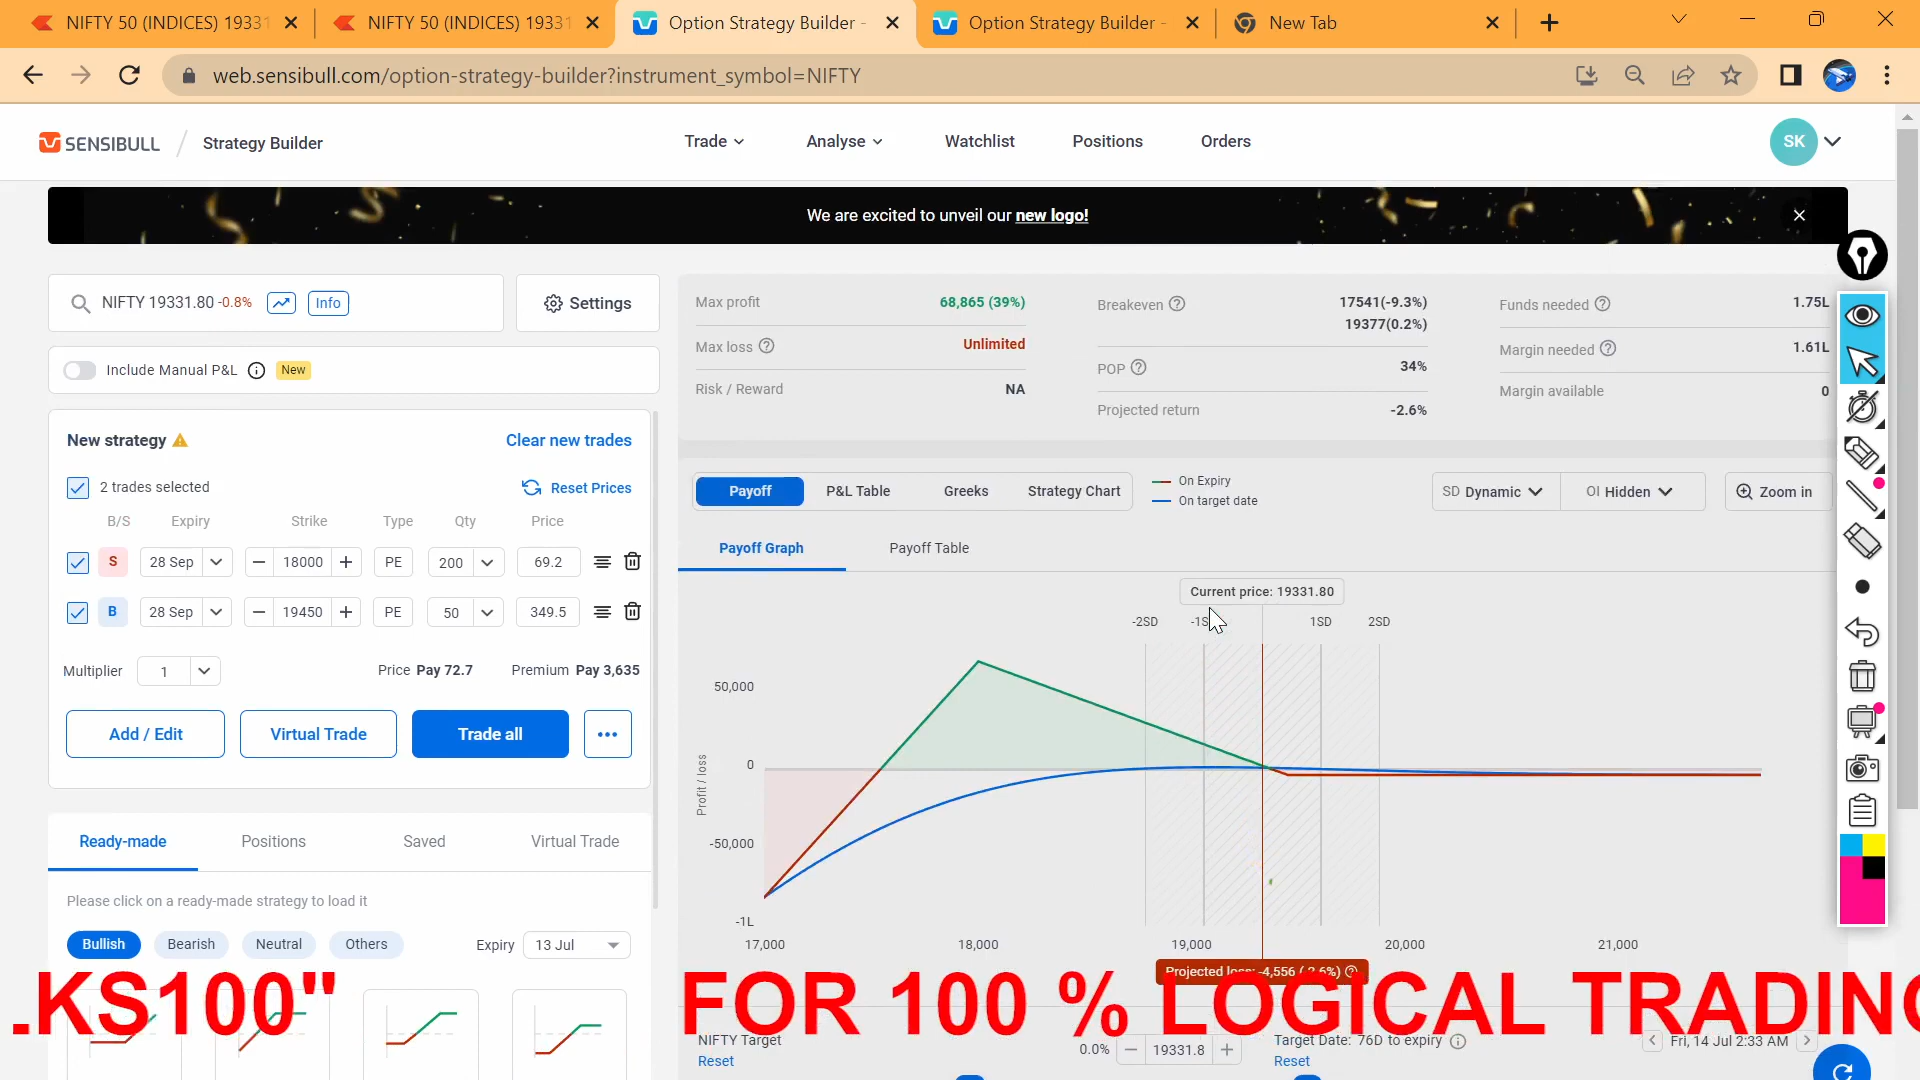 NIFTY 50 (INDICES) 1933
NIFTY 50 (INDICES) 1933
Option Strategy Builder -
Option Strategy Builder -
New Tab
web.sensibull.com/option-strategy-builder?instrument_symbol=NIFTY
SENSIBULL / Strategy Builder
Trade
Analyse
Watchlist
Positions
Orders
SK
We are excited to unveil our new logo!
NIFTY 19331.80 -0.8%
Info
Settings
Include Manual P&L
New
New strategy
Clear new trades
2 trades selected
Reset Prices
B/S Expiry Strike Type Qty Price
S 28 Sep 18000 PE 200 69.2
B 28 Sep 19450 PE 50 349.5
Multiplier 1 Price Pay 72.7 Premium Pay 3,635
Add / Edit
Virtual Trade
Trade all
Ready-made
Positions
Saved
Virtual Trade
Please click on a ready-made strategy to load it
Bullish
Bearish
Neutral
Others
Expiry 13 Jul
Max profit 68,865 (39%)
Max loss Unlimited
Risk / Reward NA
Breakeven 17541(-9.3%)
19377(0.2%)
POP 34%
Projected return -2.6%
Funds needed 1.75L
Margin needed 1.61L
Margin available 0
Payoff
P&L Table
Greeks
Strategy Chart
On Expiry
On target date
SD Dynamic
OI Hidden
Zoom in
Payoff Graph
Payoff Table
Current price: 19331.80
-2SD
1SD
2SD
50,000
0
-50,000
-1L
Profit / loss
17,000
18,000
19,000
20,000
21,000
Projected loss: -4,556 (-2.6%)
.KS100" FOR 100 % LOGICAL TRADING
NIFTY Target
Reset
0.0%
19331.8
Target Date: 76D to expiry
Reset
Fri, 14 Jul 2:33 AM